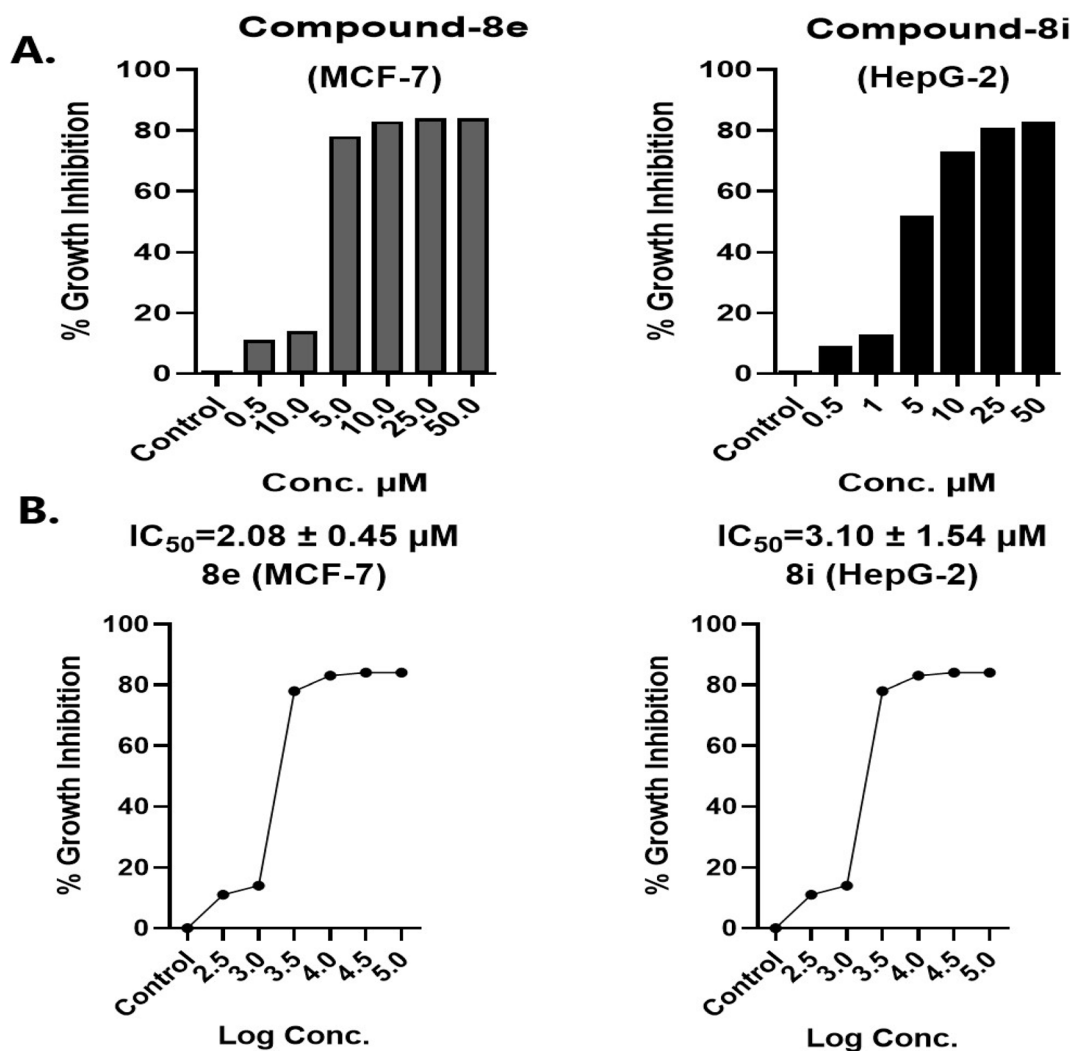 A.
Compound-8e
(MCF-7)
% Growth Inhibition
100
80
60
40
20
0
Control
0.5
10.0
5.0
10.0
25.0
50.0
Conc. µM
Compound-8i
(HepG-2)
% Growth Inhibition
100
80
60
40
20
0
Control
0.5
1
5
10
25
50
Conc. µM
B.
IC₅₀=2.08 ± 0.45 µM
8e (MCF-7)
% Growth Inhibition
100
80
60
40
20
0
Control
2.5
3.0
3.5
4.0
4.5
5.0
Log Conc.
IC₅₀=3.10 ± 1.54 µM
8i (HepG-2)
% Growth Inhibition
100
80
60
40
20
0
Control
2.5
3.0
3.5
4.0
4.5
5.0
Log Conc.